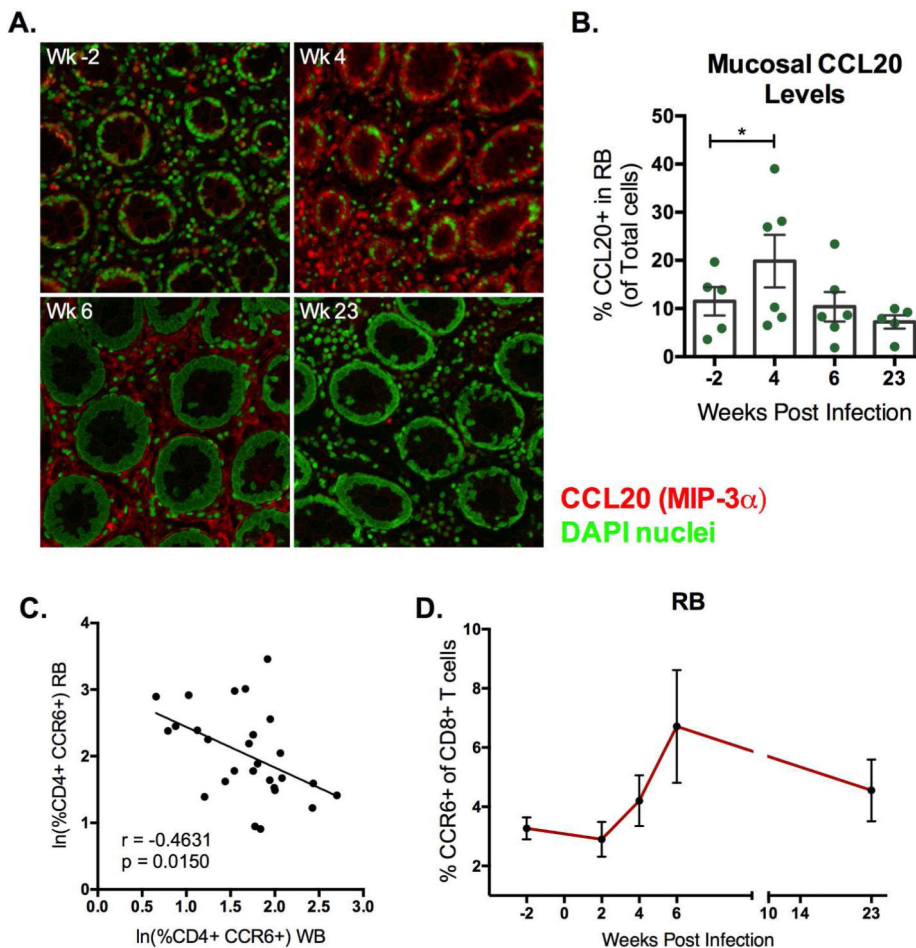 A.
Wk -2
Wk 4
Wk 6
Wk 23
B.
Mucosal CCL20
Levels
% CCL20+ in RB
(of Total cells)
50
40
30
20
10
0
*
-2 4 6 23
Weeks Post Infection
CCL20 (MIP-3α)
DAPI nuclei
C.
ln(%CD4+ CCR6+) RB
4
3
2
1
0
r = -0.4631
p = 0.0150
0.0 0.5 1.0 1.5 2.0 2.5 3.0
ln(%CD4+ CCR6+) WB
D.
RB
% CCR6+ of CD8+ T cells
10
8
6
4
2
-2 0 2 4 6 10 14 23
Weeks Post Infection